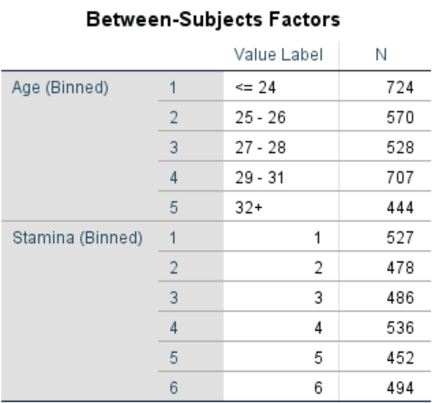 Between-Subjects Factors
Value Label N
Age (Binned) 1 <= 24 724
2 25 - 26 570
3 27 - 28 528
4 29 - 31 707
5 32+ 444
Stamina (Binned) 1 1 527
2 2 478
3 3 486
4 4 536
5 5 452
6 6 494